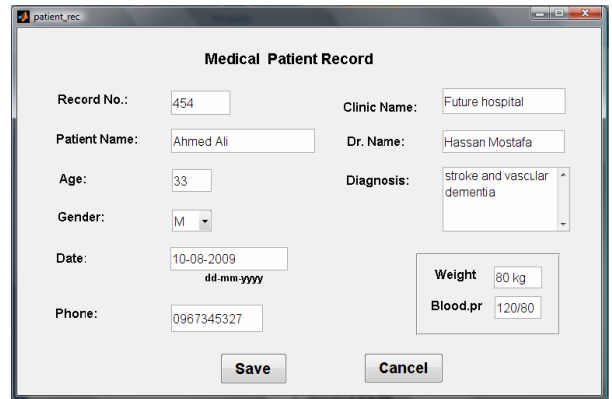 patient_rec
Medical Patient Record
Record No.: 454
Clinic Name: Future hospital
Patient Name: Ahmed Ali
Dr. Name: Hassan Mostafa
Age: 33
Diagnosis: stroke and vascular
dementia
Gender: M
Date: 10-08-2009
dd-mm-yyyy
Weight 80 kg
Blood.pr 120/80
Phone: 0967345327
Save
Cancel